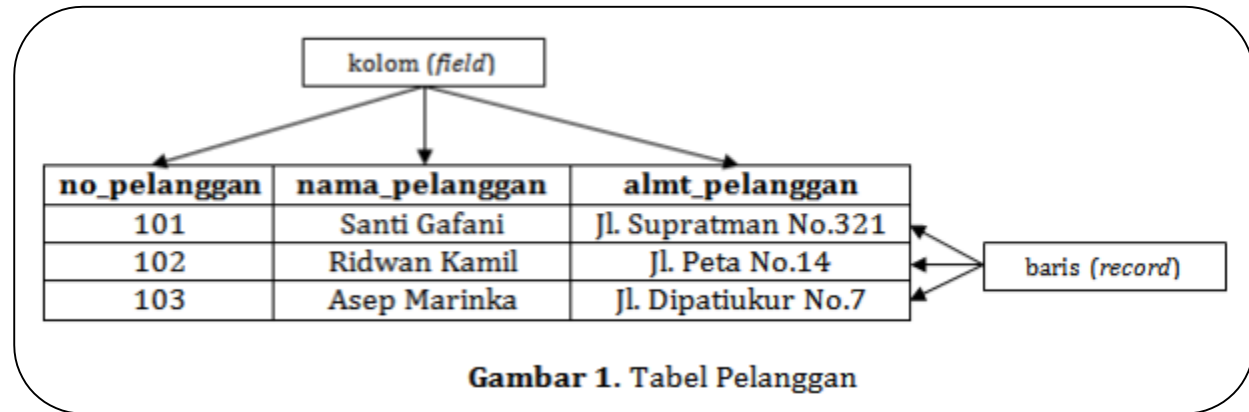 kolom (field)
no_pelanggan nama_pelanggan almt_pelanggan
101 Santi Gafani Jl. Supratman No.321
102 Ridwan Kamil Jl. Peta No.14
baris (record)
103 Asep Marinka Jl. Dipatiukur No.7
Gambar 1. Tabel Pelanggan